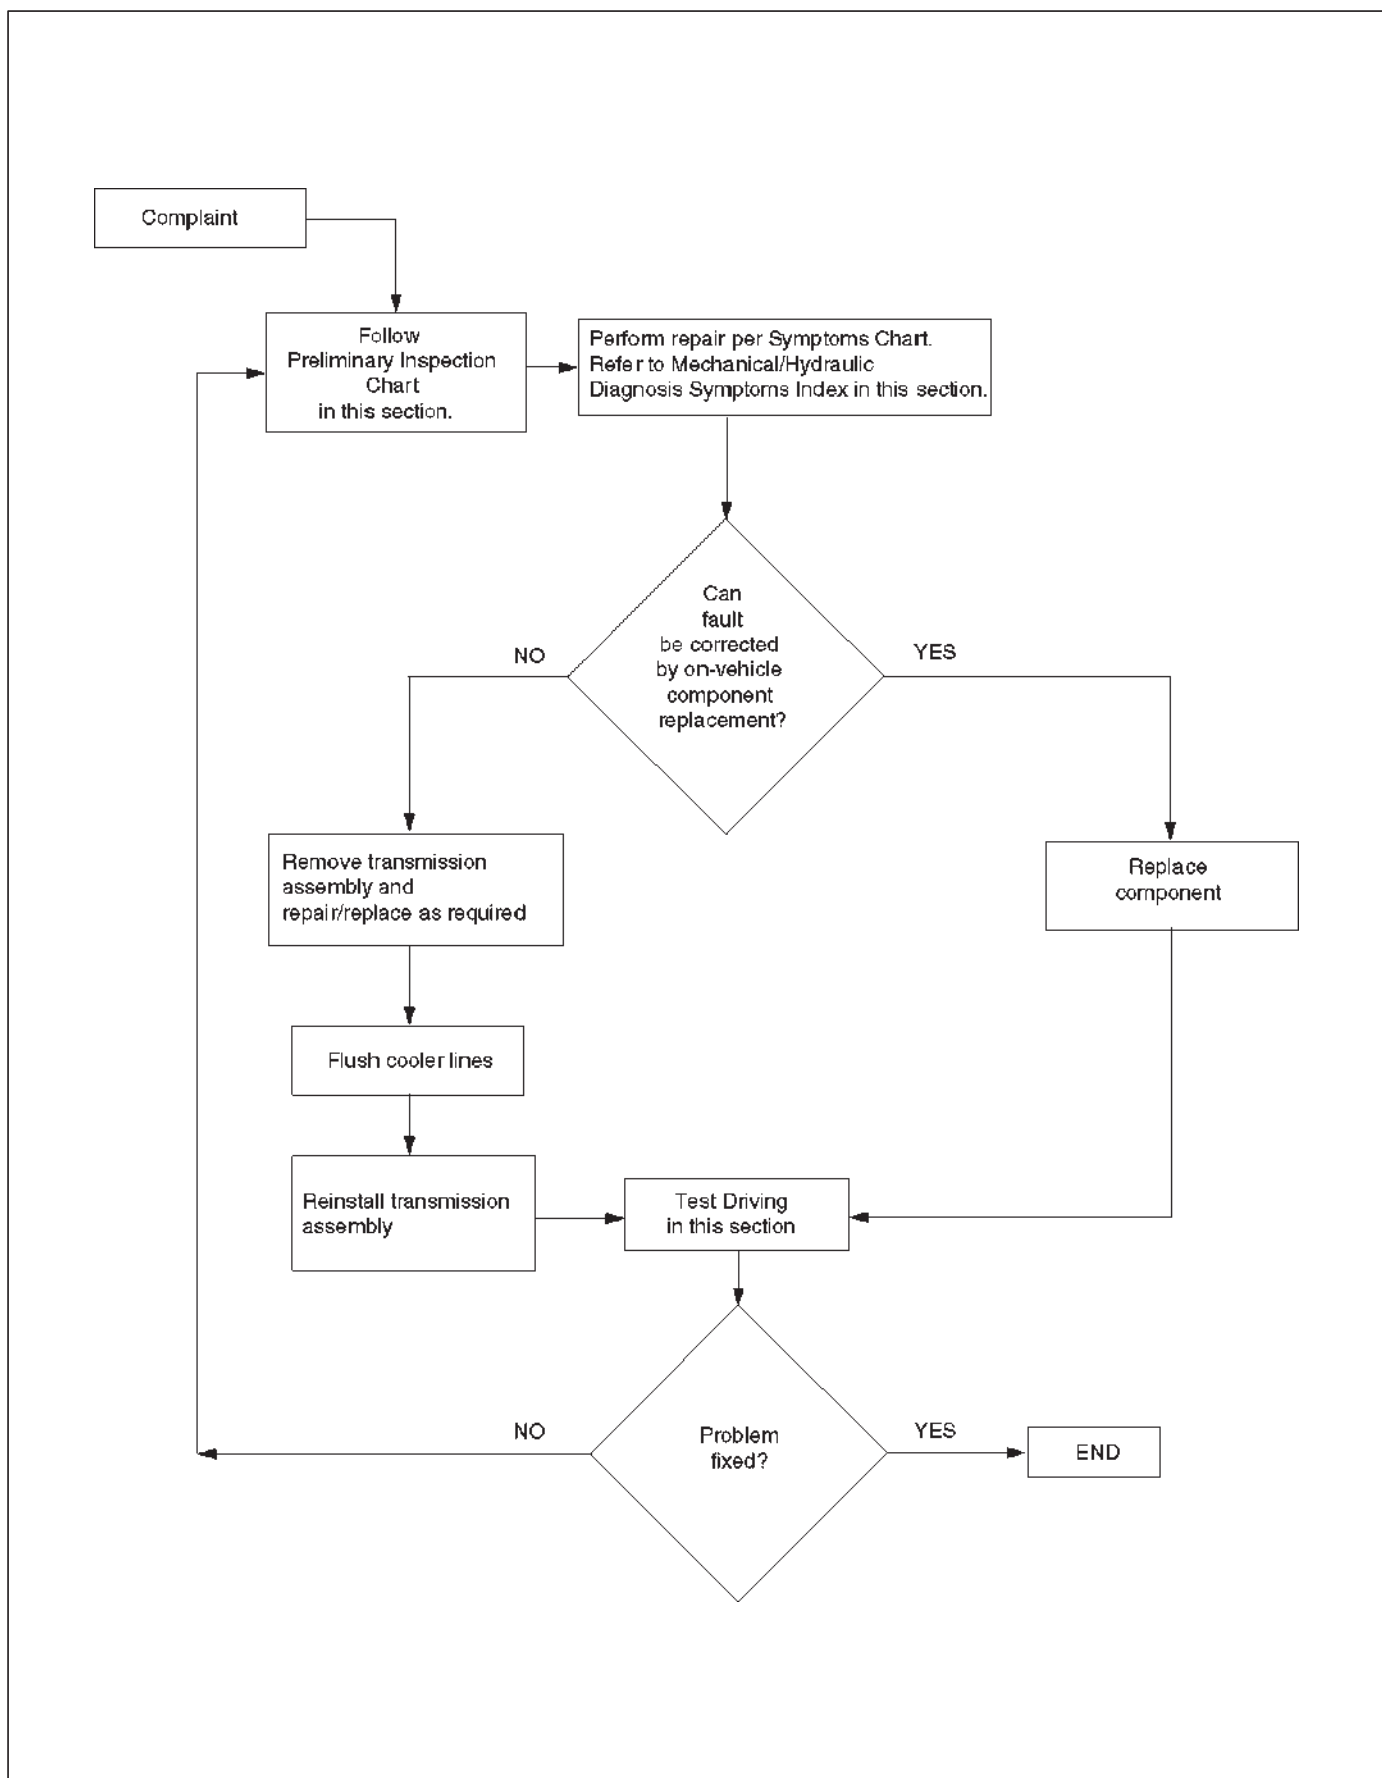 Complaint
Follow
Preliminary Inspection
Chart
in this section.
Perform repair per Symptoms Chart.
Refer to Mechanical/Hydraulic
Diagnosis Symptoms Index in this section.
Can
fault
be corrected
by on-vehicle
component
replacement?
NO
YES
Remove transmission
assembly and
repair/replace as required
Replace
component
Flush cooler lines
Reinstall transmission
assembly
Test Driving
in this section
Problem
fixed?
NO
YES
END